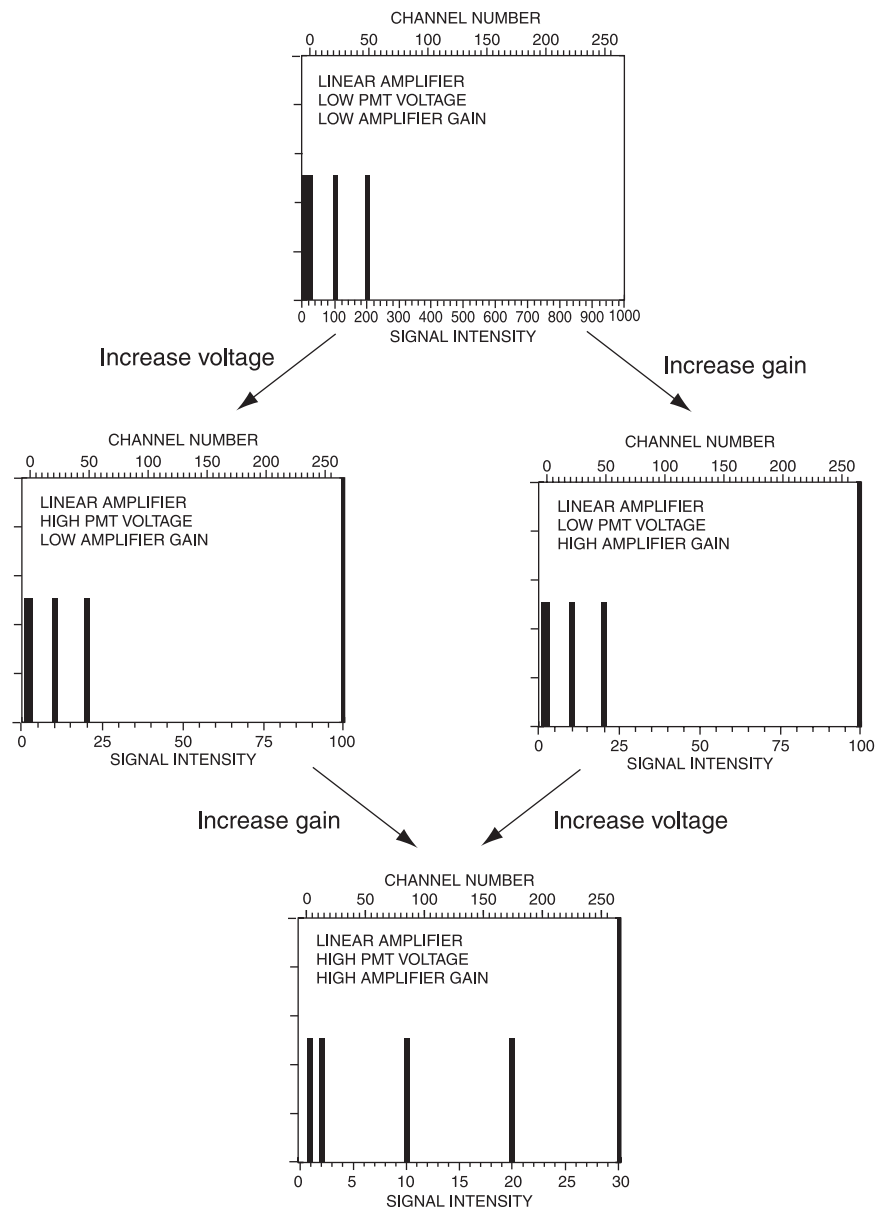 CHANNEL NUMBER
0 50 100 150 200 250
LINEAR AMPLIFIER
LOW PMT VOLTAGE
LOW AMPLIFIER GAIN
0 100 200 300 400 500 600 700 800 900 1000
SIGNAL INTENSITY
Increase voltage
Increase gain
CHANNEL NUMBER
0 50 100 150 200 250
LINEAR AMPLIFIER
HIGH PMT VOLTAGE
LOW AMPLIFIER GAIN
0 25 50 75 100
SIGNAL INTENSITY
CHANNEL NUMBER
0 50 100 150 200 250
LINEAR AMPLIFIER
LOW PMT VOLTAGE
HIGH AMPLIFIER GAIN
0 25 50 75 100
SIGNAL INTENSITY
Increase gain
Increase voltage
CHANNEL NUMBER
0 50 100 150 200 250
LINEAR AMPLIFIER
HIGH PMT VOLTAGE
HIGH AMPLIFIER GAIN
0 5 10 15 20 25 30
SIGNAL INTENSITY